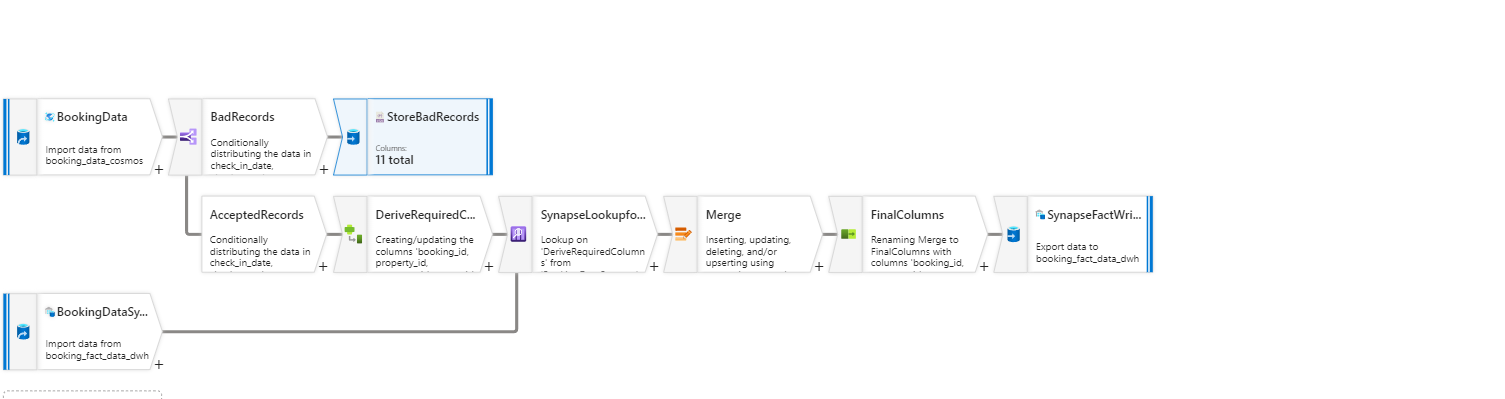 BookingData
Import data from
booking_data_cosmos
+
BadRecords
Conditionally
distributing the data in
check_in_date,
+
StoreBadRecords
Columns:
11 total
AcceptedRecords
Conditionally
distributing the data in
check_in_date,
+
DeriveRequiredC...
Creating/updating the
columns 'booking_id,
property_id,
+
SynapseLookupfo...
Lookup on
'DeriveRequiredColumn
s' from
+
Merge
Inserting, updating,
deleting, and/or
upserting using
+
FinalColumns
Renaming Merge to
FinalColumns with
columns 'booking_id,
+
SynapseFactWri...
Export data to
booking_fact_data_dwh
BookingDataSy...
Import data from
booking_fact_data_dwh
+